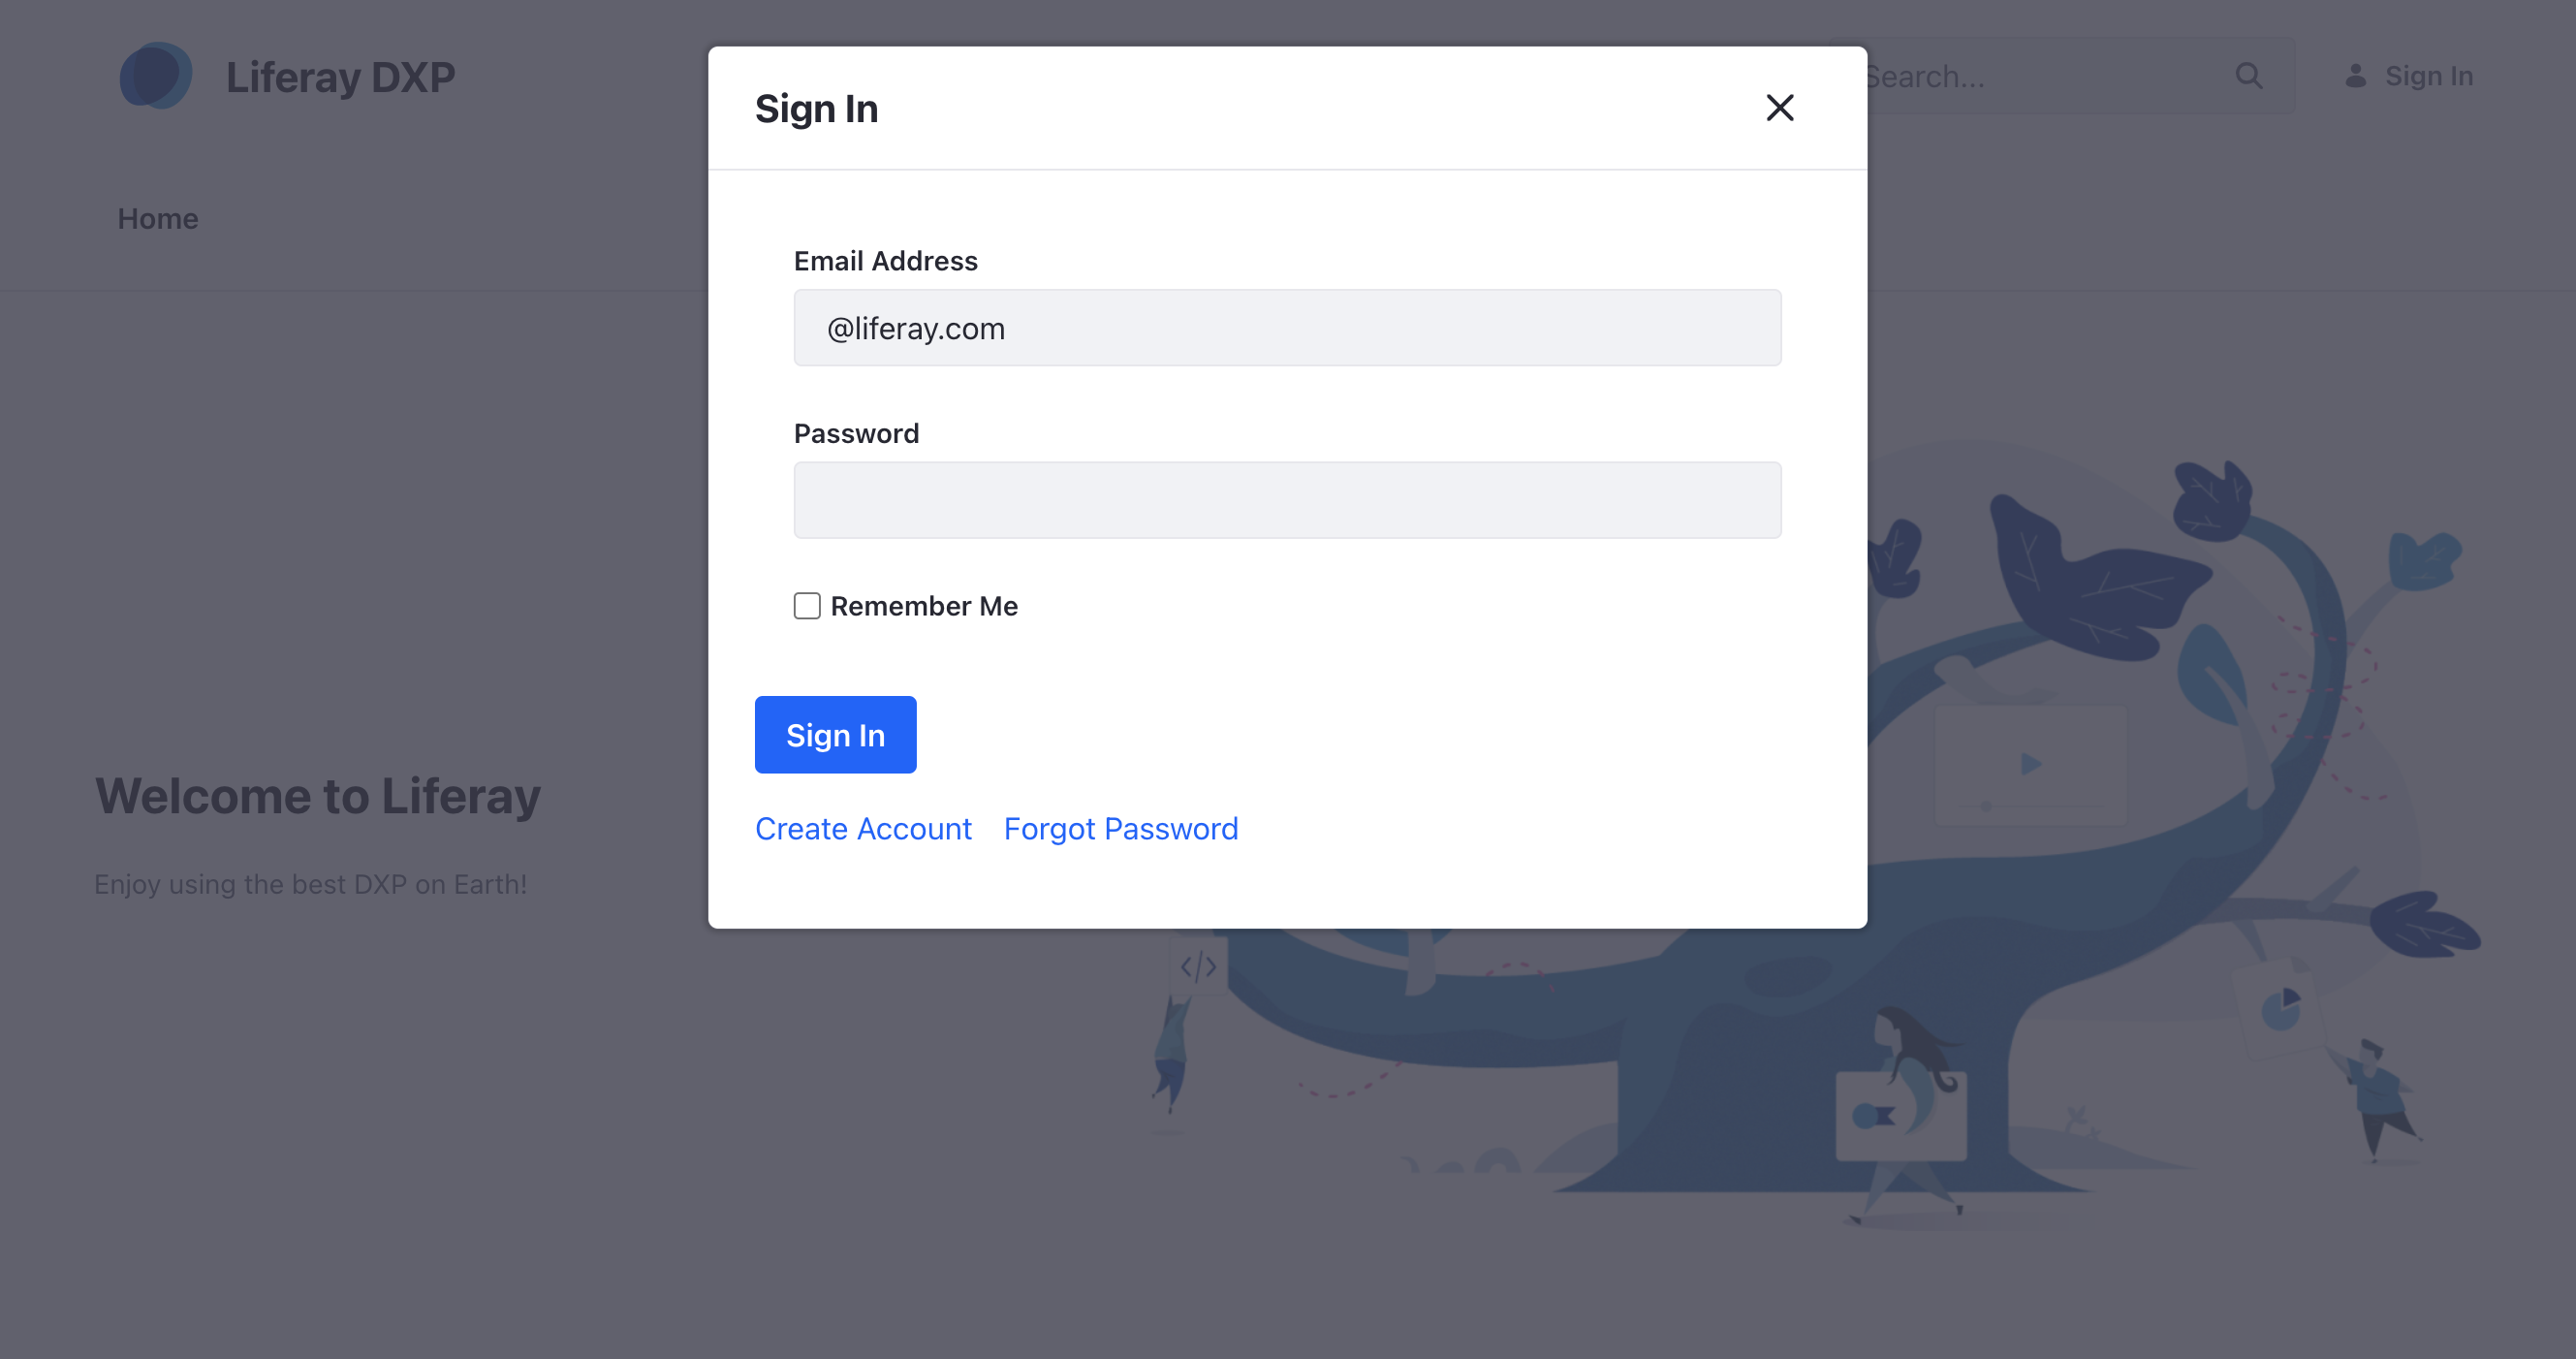 Liferay DXP
Search...
Sign In
Home
Sign In
Email Address
@liferay.com
Password
Remember Me
Sign In
Create Account Forgot Password
Welcome to Liferay
Enjoy using the best DXP on Earth!